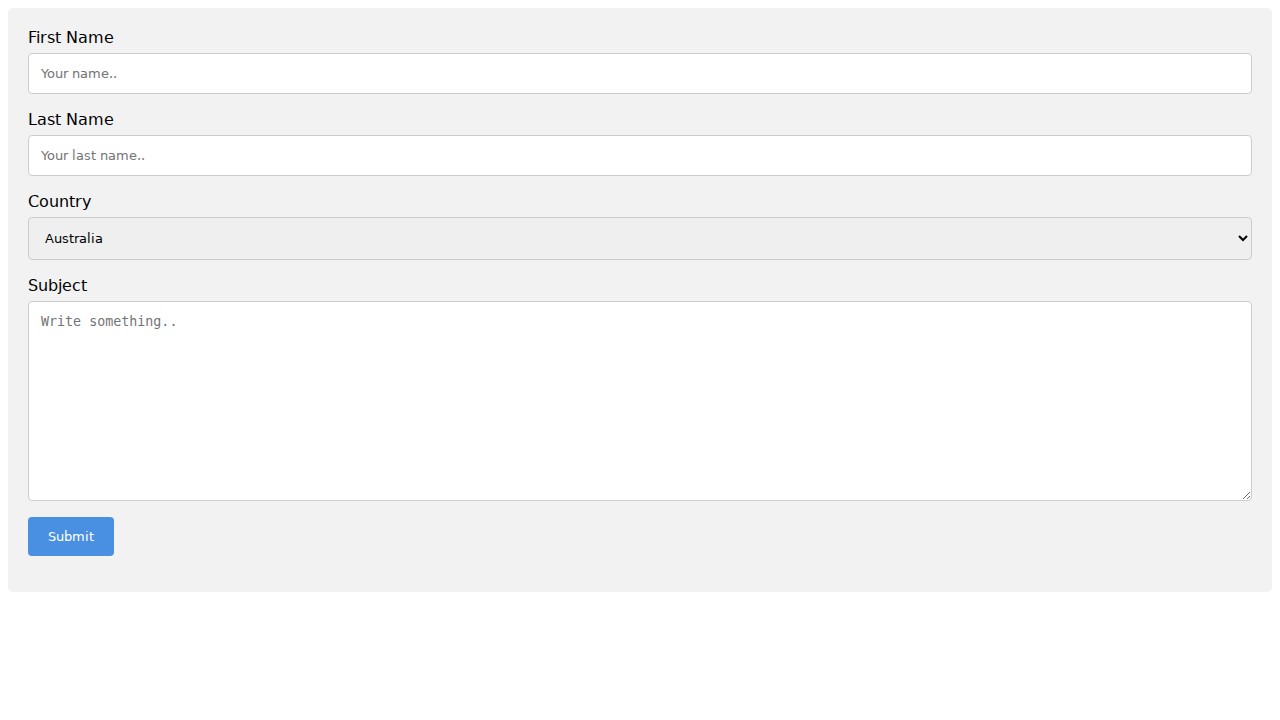 First Name
Your name..
Last Name
Your last name..
Country
Australia
Subject
Write something..
Submit